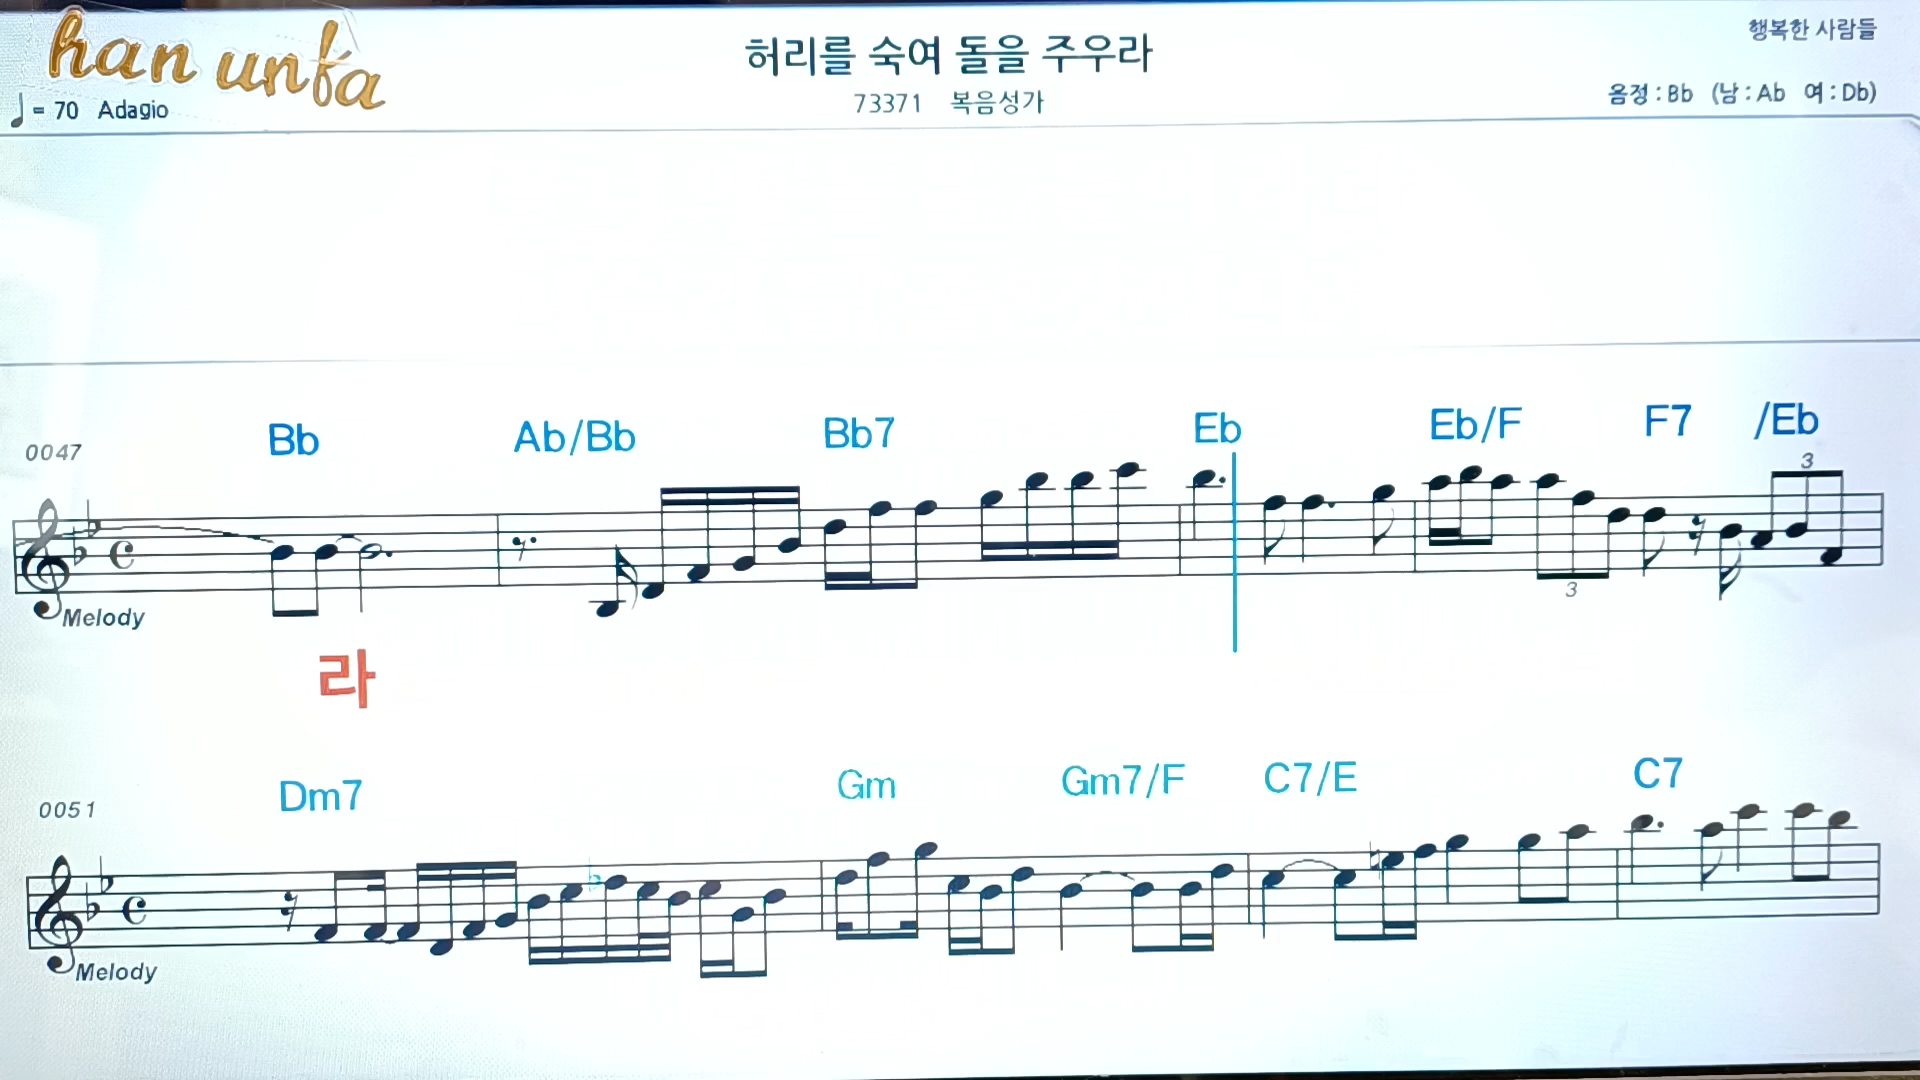 han unfa
허리를 숙여 돌을 주우라
행복한 사람들
♩= 70 Adagio
73371 복음성가
음정 : Bb (남 : Ab 여 : Db)
Bb Ab/Bb Bb7 Eb Eb/F F7 /Eb
0047
3
3
Melody
라
Dm7 Gm Gm7/F C7/E C7
0051
Melody